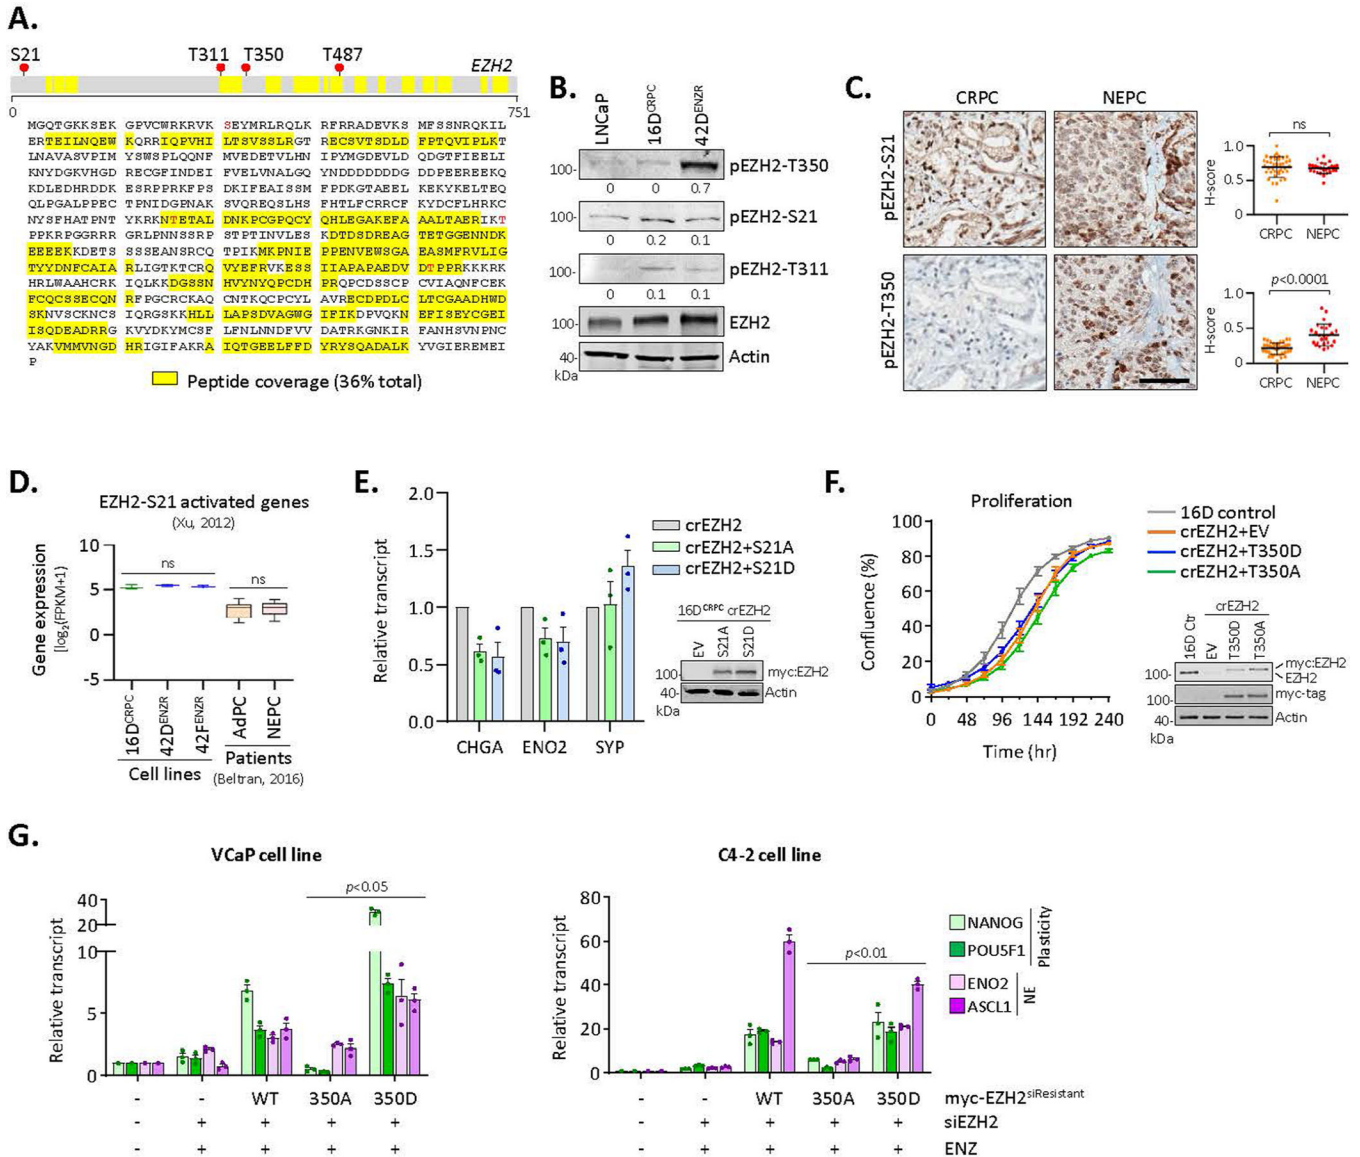 A.
S21 T311 T350 T487 EZH2
0 751
MGQTGKKSEK GPVCWRKRVK SEYMRLRQLK RFRRADEVKS MFSSNRQKIL
ERTEILNQEWK QRRIQPVHI LTSVSSLRGT RECSVTSDLD FPTQVIPLKT
LNAVASVPIM YSWSPLQQNF MVEDETVLHN IPYMGDEVLD QDGTFIEELI
KNYDGKVHGD RECGFINDEI FVELVNALGQ YNDDDDDDDG DDPEEREEKQ
KDLEDHRDDK ESRPPRKFPS DKIFEAISSM FPDKGTAEEL KEKYKELTEQ
QLPGALPPEC TPNIDGPNAK SVQREQSLHS FHTLFCRRCF KYDCFLHRKC
NYSFHATPNT YKRKNTETAL DNKPCGPQCY QHLEGAKEFA AALTAERIKT
PPKRPGGRRR GRLPNNSSRP STPTINVLES KDTDSDREAG TETGGENNDK
EEEEKKDETS SSSEANSRCQ TPIKMKPNIE PPENVEWSGA EASMFRVLIG
TYYDNFCAIA RLIGTKTCRQ VYEFRVKESS IIAPAPAEDV DTPPRKKKRK
HRLWAAHCRK IQLKKDGSSN HVYNYQPCDH PRQPCDSSCP CVIAQNFCEK
FCQCSSECQN RFPGCRCKAQ CNTKQCPCYL AVRECDPDLC LTCGAADHWD
SKNVSCKNCS IQRGSKKHLL LAPSDVAGWG IFIKDPVQKN EFISEYCGEI
ISQDEADRRG KVYDKYMCSF LFNLNNDFVV DATRKGNKIR FANHSVNPNC
YAKVMMVNGD HRIGIFAKRA IQTGEELFFD YRYSQADALK YVGIEREMEI
P
Peptide coverage (36% total)
B.
LNCaP 16DCRPC 42DENZR
100- pEZH2-T350
0 0 0.7
100- pEZH2-S21
0 0.2 0.1
100- pEZH2-T311
0 0.1 0.1
100- EZH2
40- Actin
kDa
C.
CRPC NEPC
pEZH2-S21
pEZH2-T350
ns
H-score
1.0
0.5
0
CRPC NEPC
p<0.0001
H-score
1.0
0.5
0
CRPC NEPC
D.
EZH2-S21 activated genes
(Xu, 2012)
Gene expression
[log2(FPKM+1)
10
5
0
-5
ns ns
16DCRPC 42DENZR 42FENZR AdPC NEPC
Cell lines Patients
(Beltran, 2016)
E.
Relative transcript
2.0
1.5
1.0
0.5
0.0
CHGA ENO2 SYP
crEZH2
crEZH2+S21A
crEZH2+S21D
16DCRPC crEZH2
EV S21A S21D
100- myc:EZH2
40- Actin
kDa
F.
Proliferation
Confluence (%)
100
80
60
40
20
0
0 48 96 144 192 240
Time (hr)
16D control
crEZH2+EV
crEZH2+T350D
crEZH2+T350A
crEZH2
16D Ctr EV T350D T350A
100- myc:EZH2
EZH2
100- myc-tag
40- Actin
kDa
G.
VCaP cell line
Relative transcript
40
20
10
5
0
p<0.05
- - WT 350A 350D
- + + + +
- + + + +
C4-2 cell line
Relative transcript
80
60
40
20
0
p<0.01
NANOG
POU5F1
Plasticity
ENO2
ASCL1
NE
- - WT 350A 350D myc-EZH2siResistant
- + + + + siEZH2
- + + + + ENZ